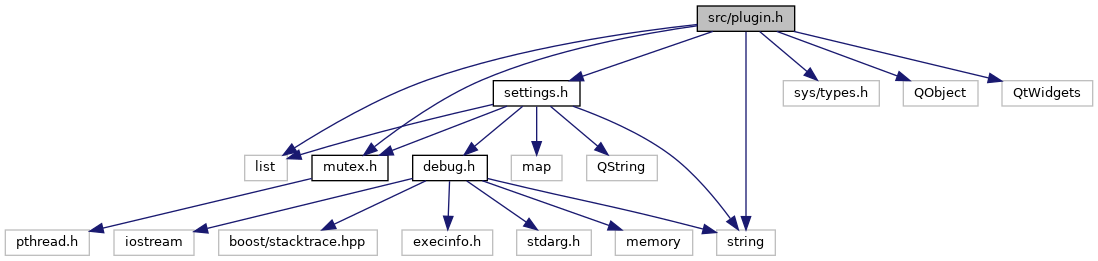 src/plugin.h
settings.h
sys/types.h
QObject
QtWidgets
list
mutex.h
debug.h
map
QString
pthread.h
iostream
boost/stacktrace.hpp
execinfo.h
stdarg.h
memory
string